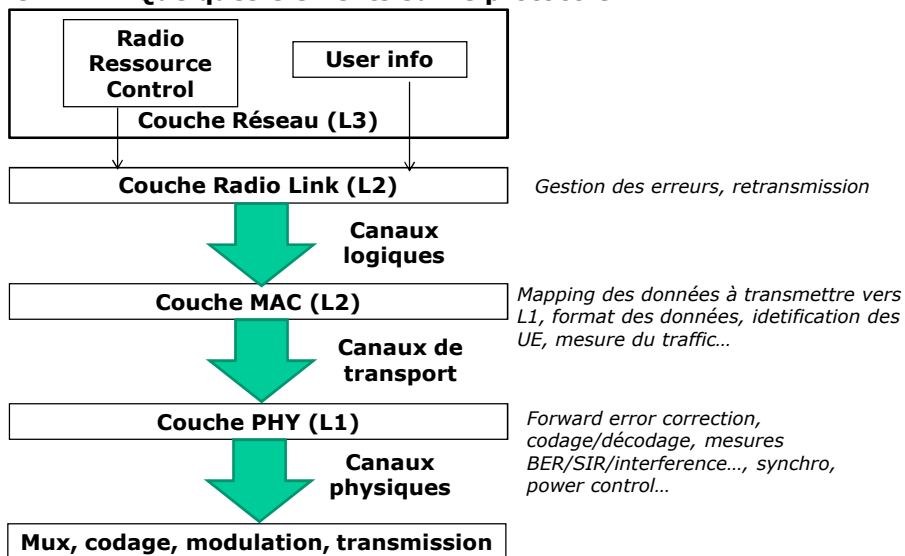 Radio
Ressource
Control
User info
Couche Réseau (L3)
Couche Radio Link (L2)
Gestion des erreurs, retransmission
Canaux
logiques
Couche MAC (L2)
Mapping des données à transmettre vers
L1, format des données, idetification des
UE, mesure du traffic…
Canaux de
transport
Couche PHY (L1)
Forward error correction,
codage/décodage, mesures
BER/SIR/interference…, synchro,
power control…
Canaux
physiques
Mux, codage, modulation, transmission